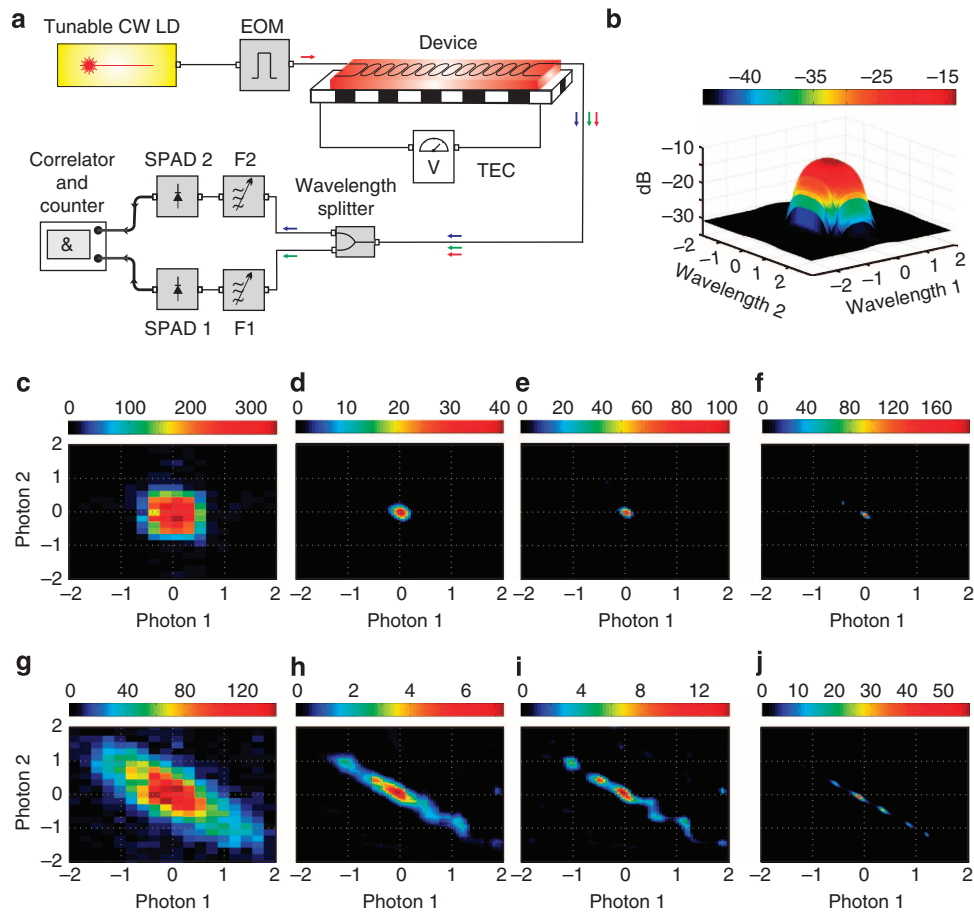 a
Tunable CW LD
EOM
Device
V
TEC
Correlator and counter
&
SPAD 2
F2
Wavelength splitter
SPAD 1
F1
b
−40 −35 −25 −15
−10
−20
−30
dB
−2 −1 0 1 2
Wavelength 2
−2 −1 0 1 2
Wavelength 1
c
0 100 200 300
2
1
0
−1
−2
Photon 2
−2 −1 0 1 2
Photon 1
d
0 10 20 30 40
−2 −1 0 1 2
Photon 1
e
0 20 40 60 80 100
−2 −1 0 1 2
Photon 1
f
0 40 80 120 160
−2 −1 0 1 2
Photon 1
g
0 40 80 120
2
1
0
−1
−2
Photon 2
−2 −1 0 1 2
Photon 1
h
2 4 6
−2 −1 0 1 2
Photon 1
i
4 8 12
−2 −1 0 1 2
Photon 1
j
0 10 20 30 40 50
−2 −1 0 1 2
Photon 1